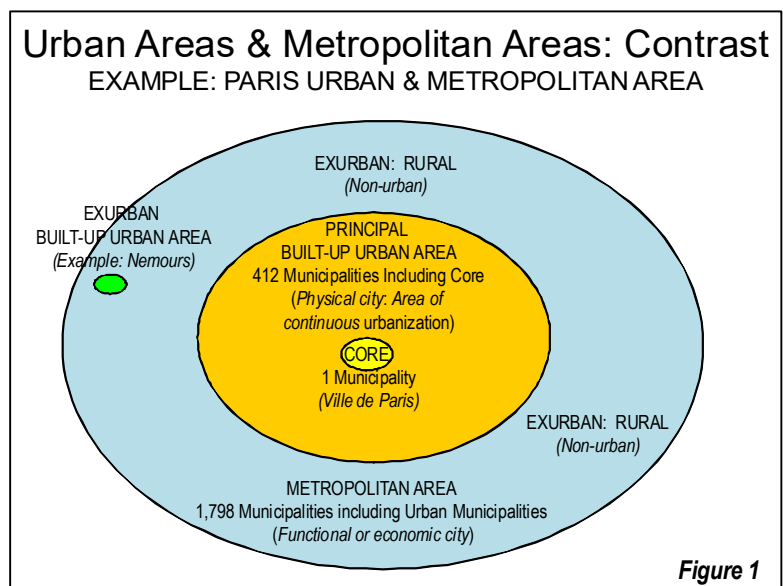 Urban Areas & Metropolitan Areas: Contrast
EXAMPLE: PARIS URBAN & METROPOLITAN AREA
EXURBAN: RURAL
(Non-urban)
EXURBAN
BUILT-UP URBAN AREA
(Example: Nemours)
PRINCIPAL
BUILT-UP URBAN AREA
412 Municipalities Including Core
(Physical city: Area of
continuous urbanization)
CORE
1 Municipality
(Ville de Paris)
EXURBAN: RURAL
(Non-urban)
METROPOLITAN AREA
1,798 Municipalities including Urban Municipalities
(Functional or economic city)
Figure 1